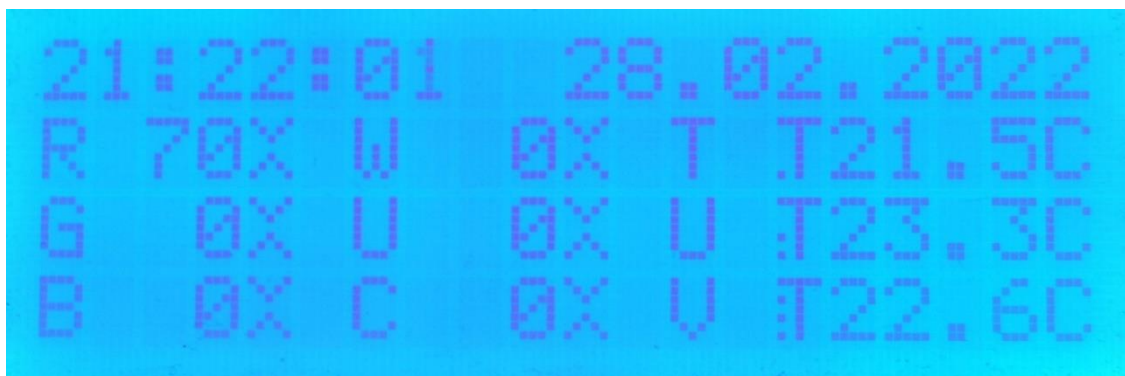 21:22:01 28.02.2022
R 70X W 0X T .T21.5C
G 0X U 0X U :T23.3C
B 0X C 0X V ⋮T22.6C